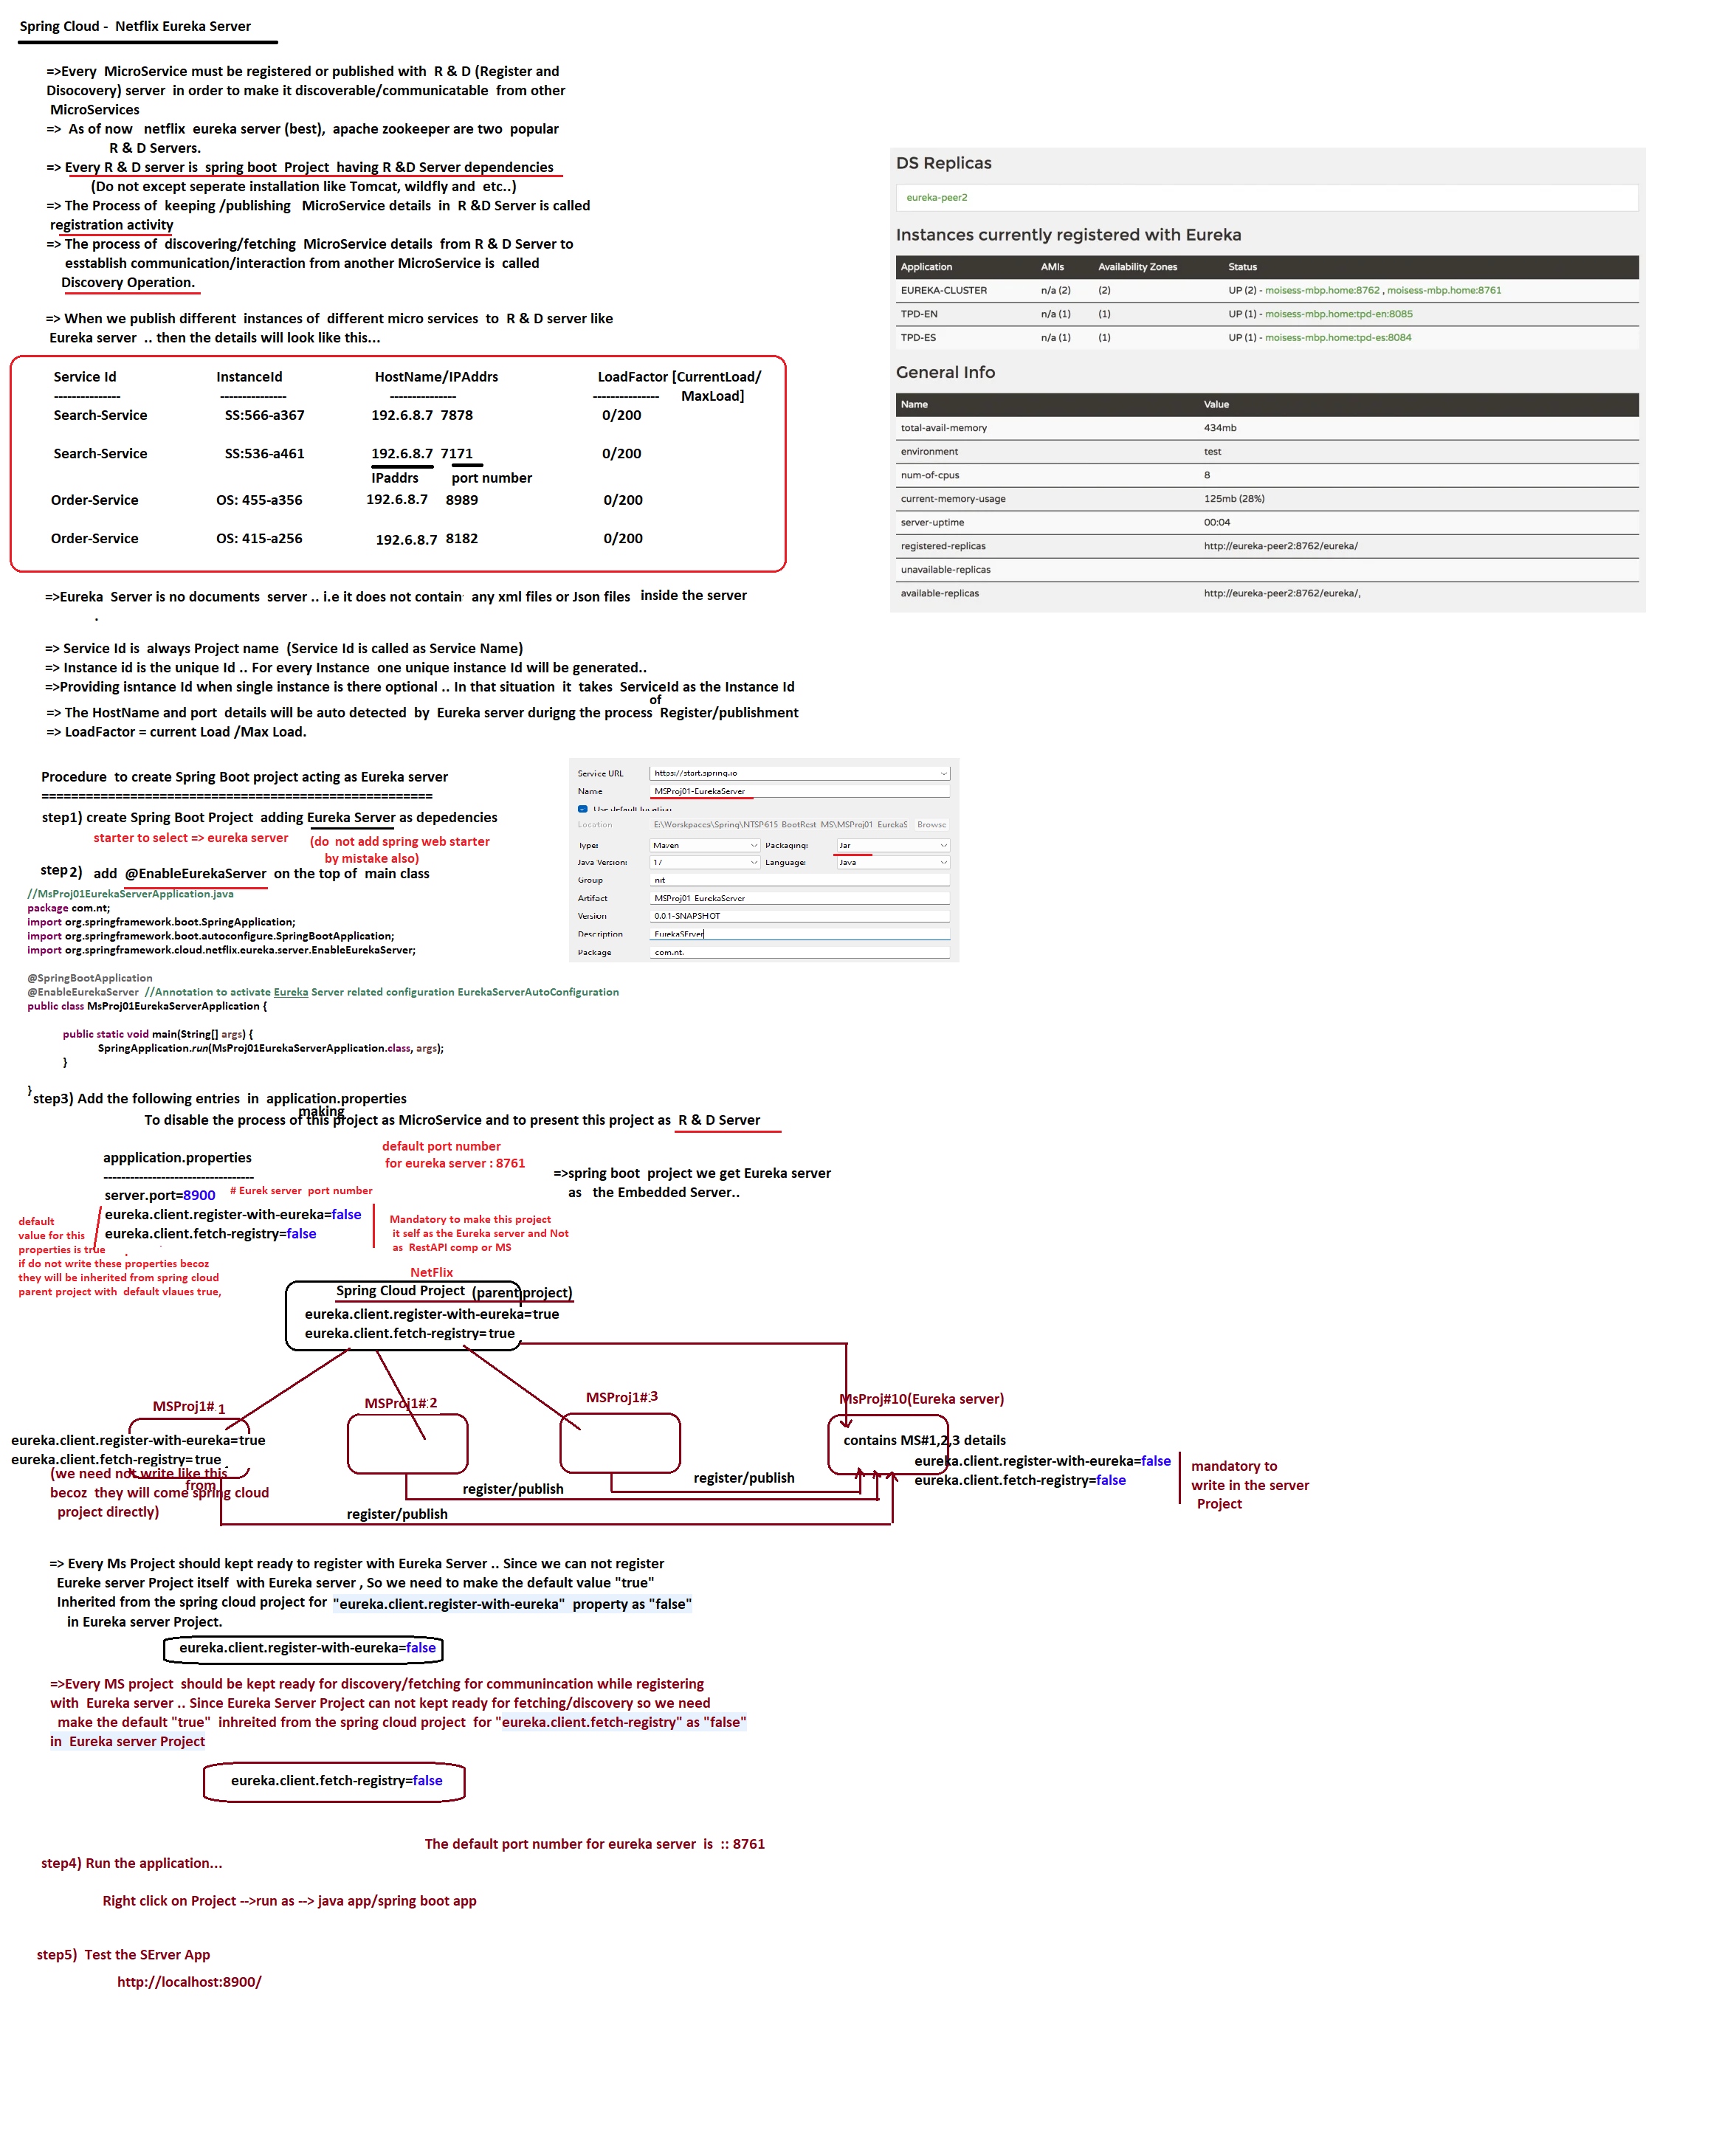 Spring Cloud - Netflix Eureka Server
=>Every MicroService must be registered or published with R & D (Register and
Disocovery) server in order to make it discoverable/communicatable from other
MicroServices
=> As of now netflix eureka server (best), apache zookeeper are two popular
R & D Servers.
=> Every R & D server is spring boot Project having R &D Server dependencies
(Do not except seperate installation like Tomcat, wildfly and etc..)
=> The Process of keeping /publishing MicroService details in R &D Server is called
registration activity
=> The process of discovering/fetching MicroService details from R & D Server to
esstablish communication/interaction from another MicroService is called
Discovery Operation.
=> When we publish different instances of different micro services to R & D server like
Eureka server .. then the details will look like this...
Service Id InstanceId HostName/IPAddrs LoadFactor [CurrentLoad/
--------------- --------------- --------------- --------------- MaxLoad]
Search-Service SS:566-a367 192.6.8.7 7878 0/200
Search-Service SS:536-a461 192.6.8.7 7171 0/200
IPaddrs port number
Order-Service OS: 455-a356 192.6.8.7 8989 0/200
Order-Service OS: 415-a256 192.6.8.7 8182 0/200
DS Replicas
eureka-peer2
Instances currently registered with Eureka
Application AMIs Availability Zones Status
EUREKA-CLUSTER n/a (2) (2) UP (2) - moisess-mbp.home:8762 , moisess-mbp.home:8761
TPD-EN n/a (1) (1) UP (1) - moisess-mbp.home:tpd-en:8085
TPD-ES n/a (1) (1) UP (1) - moisess-mbp.home:tpd-es:8084
General Info
Name Value
total-avail-memory 434mb
environment test
num-of-cpus 8
current-memory-usage 125mb (28%)
server-uptime 00:04
registered-replicas http://eureka-peer2:8762/eureka/
unavailable-replicas
available-replicas http://eureka-peer2:8762/eureka/,
=>Eureka Server is no documents server .. i.e it does not contain any xml files or Json files inside the server
.
=> Service Id is always Project name (Service Id is called as Service Name)
=> Instance id is the unique Id .. For every Instance one unique instance Id will be generated..
=>Providing isntance Id when single instance is there optional .. In that situation it takes ServiceId as the Instance Id
of
=> The HostName and port details will be auto detected by Eureka server durigng the process Register/publishment
=> LoadFactor = current Load /Max Load.
Procedure to create Spring Boot project acting as Eureka server
=====================================================
step1) create Spring Boot Project adding Eureka Server as depedencies
starter to select => eureka server (do not add spring web starter
by mistake also)
step2) add @EnableEurekaServer on the top of main class
Service URL https://start.spring.io
Name MSProj01-EurekaServer
Use default location
Location E:\Worskpaces\Spring\NTSP615 BootRest MS\MSProj01 EurekaS Browse
Type: Maven Packaging: Jar
Java Version: 17 Language: Java
Group nit
Artifact MSProj01 EurekaServer
Version 0.0.1-SNAPSHOT
Description EurekaSErver
Package com.nt.
//MsProj01EurekaServerApplication.java
package com.nt;
import org.springframework.boot.SpringApplication;
import org.springframework.boot.autoconfigure.SpringBootApplication;
import org.springframework.cloud.netflix.eureka.server.EnableEurekaServer;
@SpringBootApplication
@EnableEurekaServer //Annotation to activate Eureka Server related configuration EurekaServerAutoConfiguration
public class MsProj01EurekaServerApplication {
public static void main(String[] args) {
SpringApplication.run(MsProj01EurekaServerApplication.class, args);
}
}
step3) Add the following entries in application.properties
making
To disable the process of this project as MicroService and to present this project as R & D Server
default port number
for eureka server : 8761
appplication.properties
----------------------------------
server.port=8900 # Eurek server port number
eureka.client.register-with-eureka=false
eureka.client.fetch-registry=false
=>spring boot project we get Eureka server
as the Embedded Server..
Mandatory to make this project
it self as the Eureka server and Not
as RestAPI comp or MS
default
value for this
properties is true
if do not write these properties becoz
they will be inherited from spring cloud
parent project with default vlaues true,
NetFlix
Spring Cloud Project (parent project)
eureka.client.register-with-eureka=true
eureka.client.fetch-registry=true
MSProj1#.1
MSProj1#:2
MSProj1#:3
MsProj#10(Eureka server)
eureka.client.register-with-eureka=true
eureka.client.fetch-registry=true
(we need not write like this
from
becoz they will come spring cloud
project directly)
contains MS#1,2,3 details
eureka.client.register-with-eureka=false
eureka.client.fetch-registry=false
mandatory to
write in the server
Project
register/publish
register/publish
register/publish
=> Every Ms Project should kept ready to register with Eureka Server .. Since we can not register
Eureke server Project itself with Eureka server , So we need to make the default value "true"
Inherited from the spring cloud project for "eureka.client.register-with-eureka" property as "false"
in Eureka server Project.
eureka.client.register-with-eureka=false
=>Every MS project should be kept ready for discovery/fetching for communincation while registering
with Eureka server .. Since Eureka Server Project can not kept ready for fetching/discovery so we need
make the default "true" inhreited from the spring cloud project for "eureka.client.fetch-registry" as "false"
in Eureka server Project
eureka.client.fetch-registry=false
The default port number for eureka server is :: 8761
step4) Run the application...
Right click on Project -->run as --> java app/spring boot app
step5) Test the SErver App
http://localhost:8900/